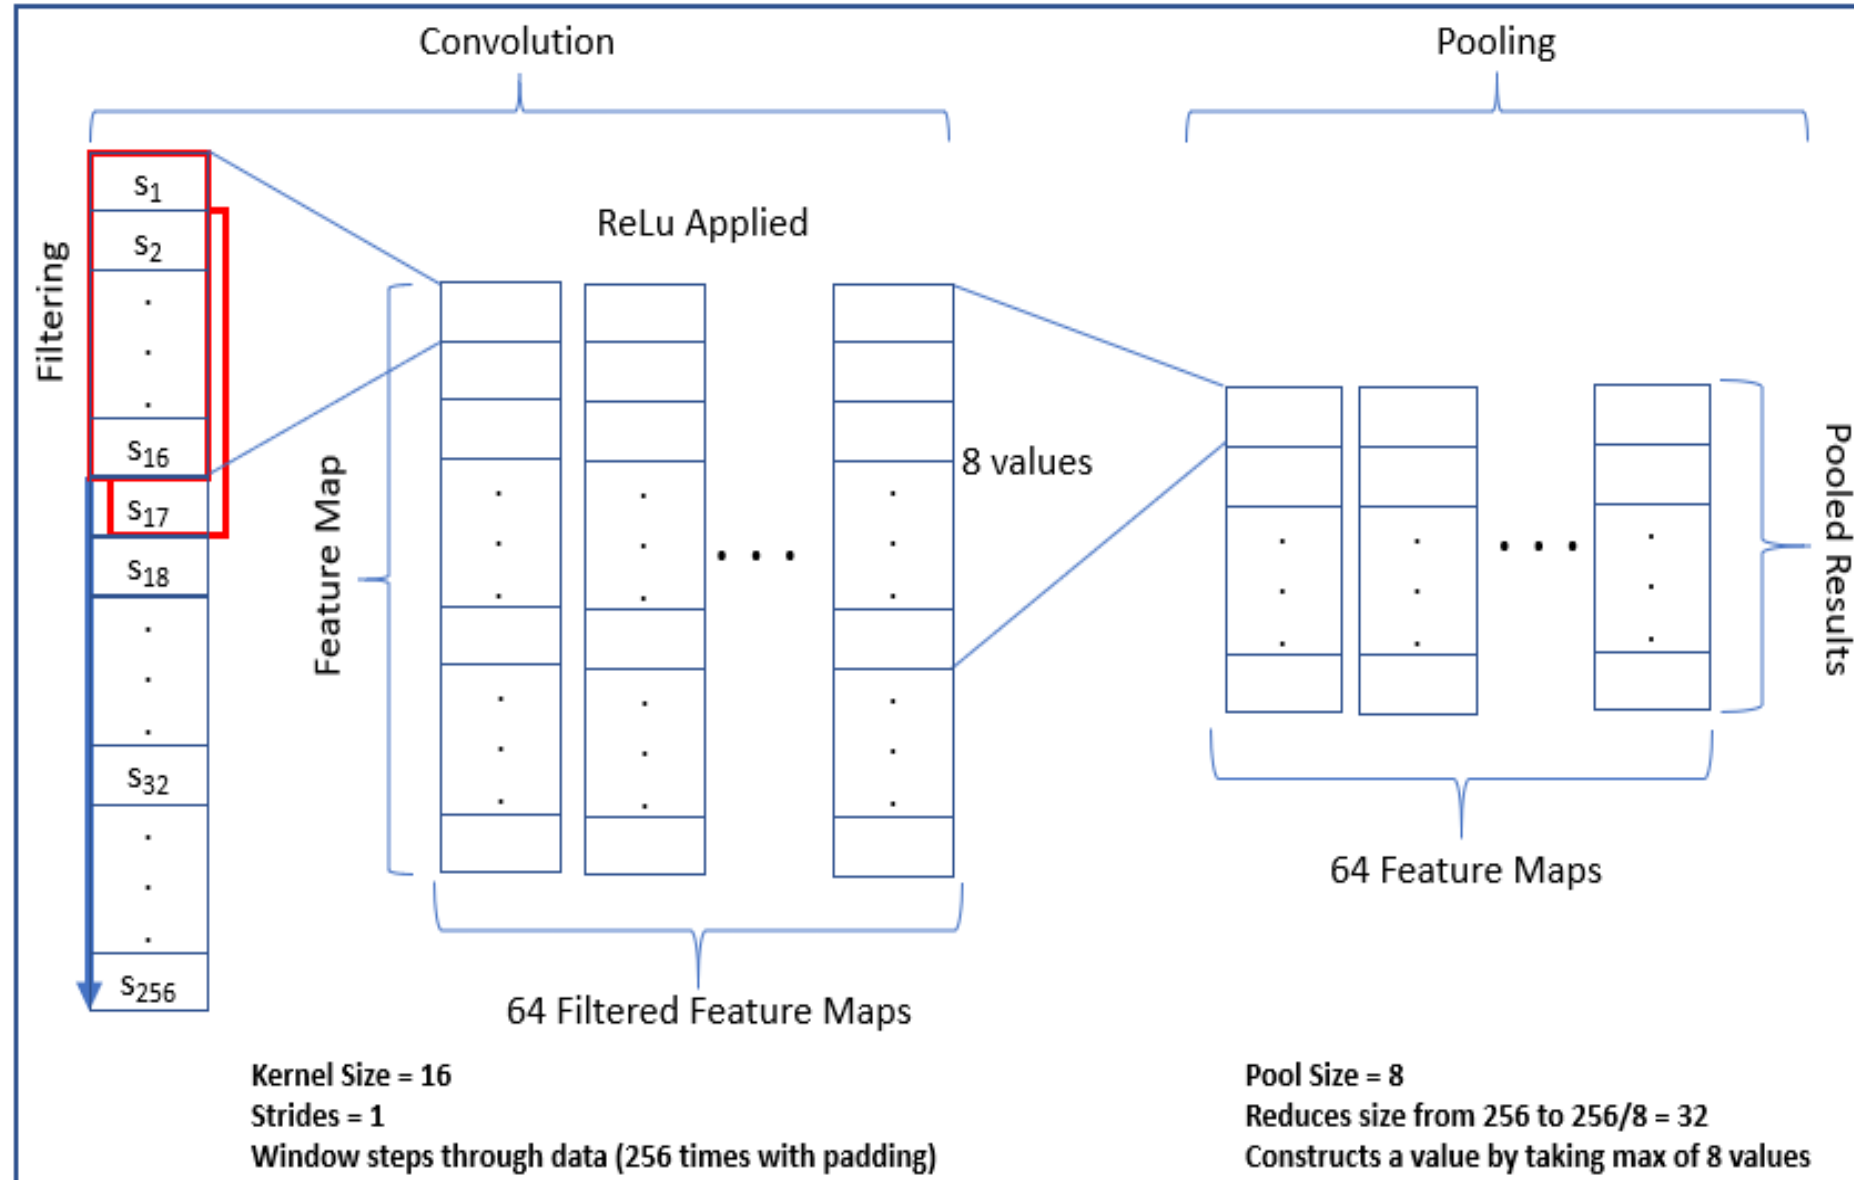 Convolution
Pooling
Filtering
s1
s2
.
.
.
s16
s17
s18
.
.
.
s32
.
.
.
s256
ReLu Applied
Feature Map
8 values
. . .
64 Filtered Feature Maps
. . .
Pooled Results
64 Feature Maps
Kernel Size = 16
Strides = 1
Window steps through data (256 times with padding)
Pool Size = 8
Reduces size from 256 to 256/8 = 32
Constructs a value by taking max of 8 values